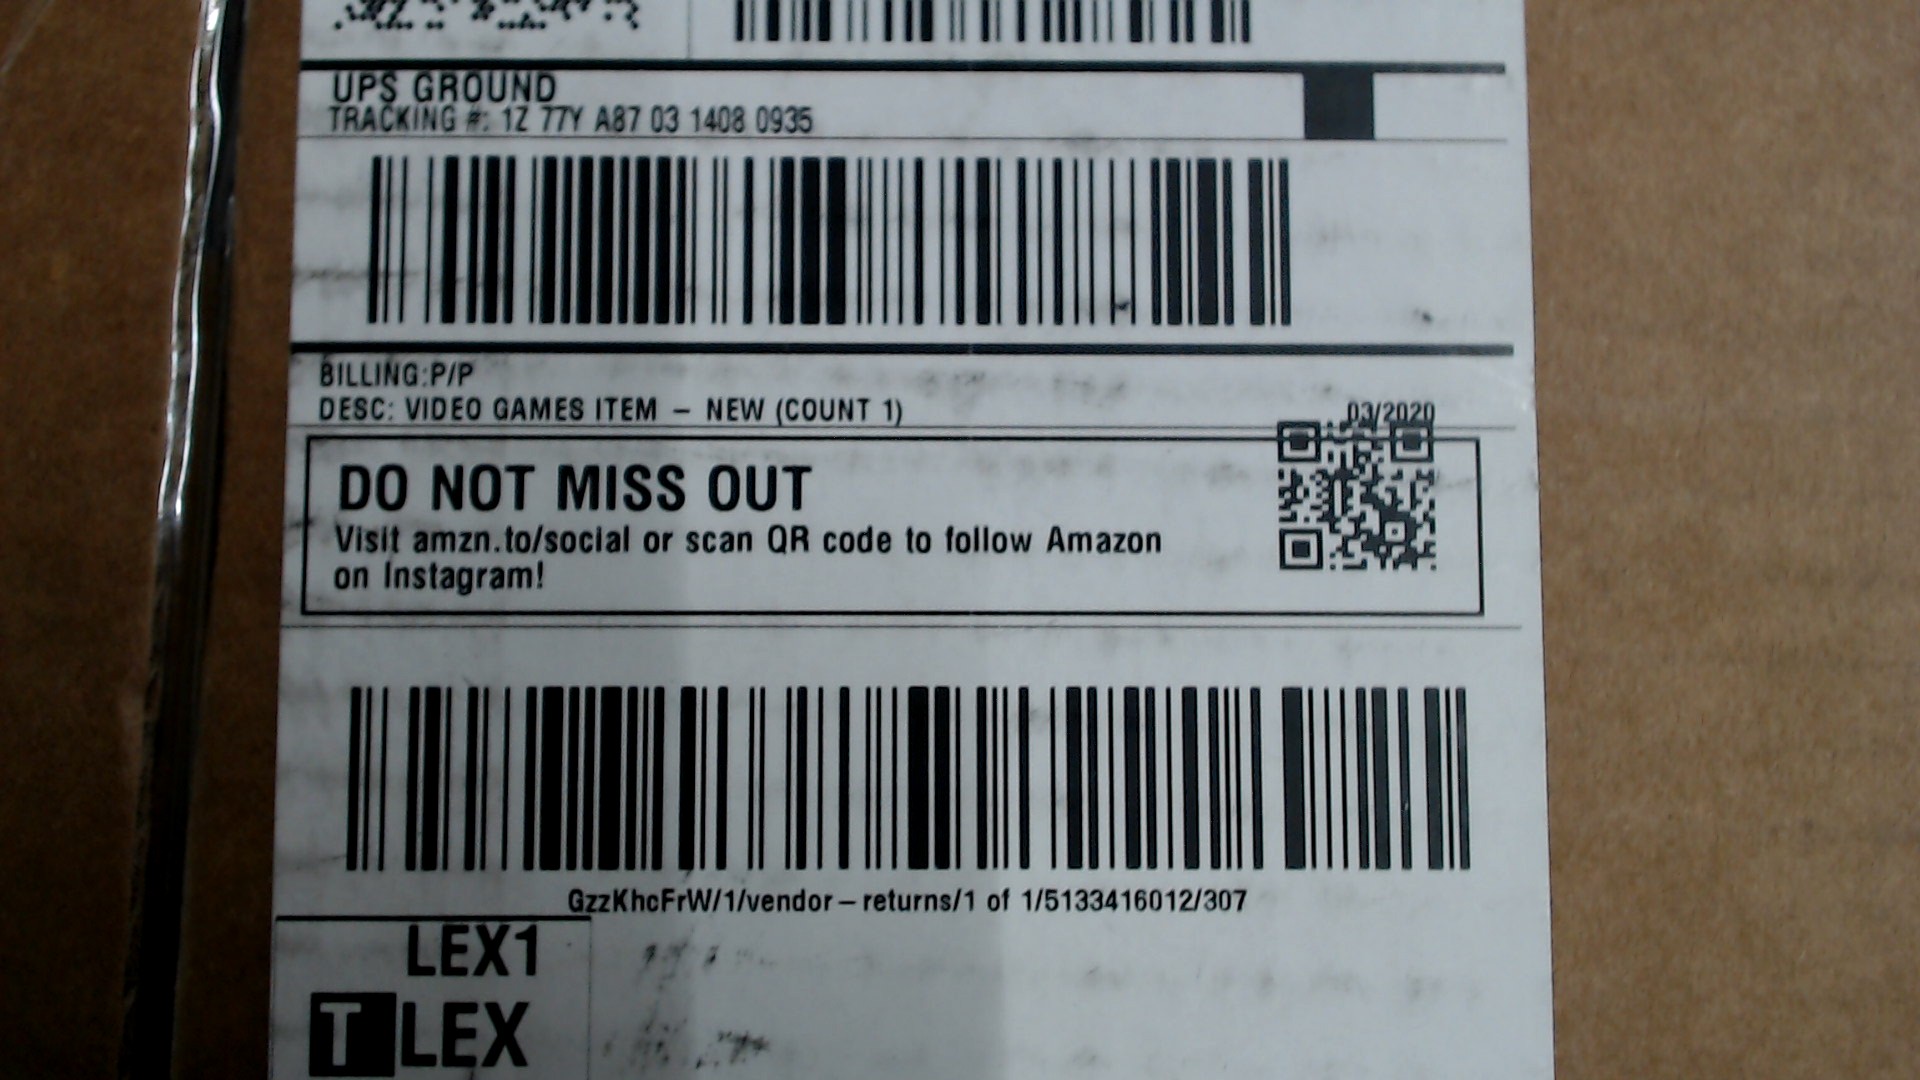 UPS GROUND
TRACKING #: 1Z 77Y A87 03 1408 0935
BILLING:P/P
DESC: VIDEO GAMES ITEM – NEW (COUNT 1)
03/2020
DO NOT MISS OUT
Visit amzn.to/social or scan QR code to follow Amazon
on Instagram!
GzzKhcFrW/1/vendor–returns/1 of 1/5133416012/307
LEX1
T LEX